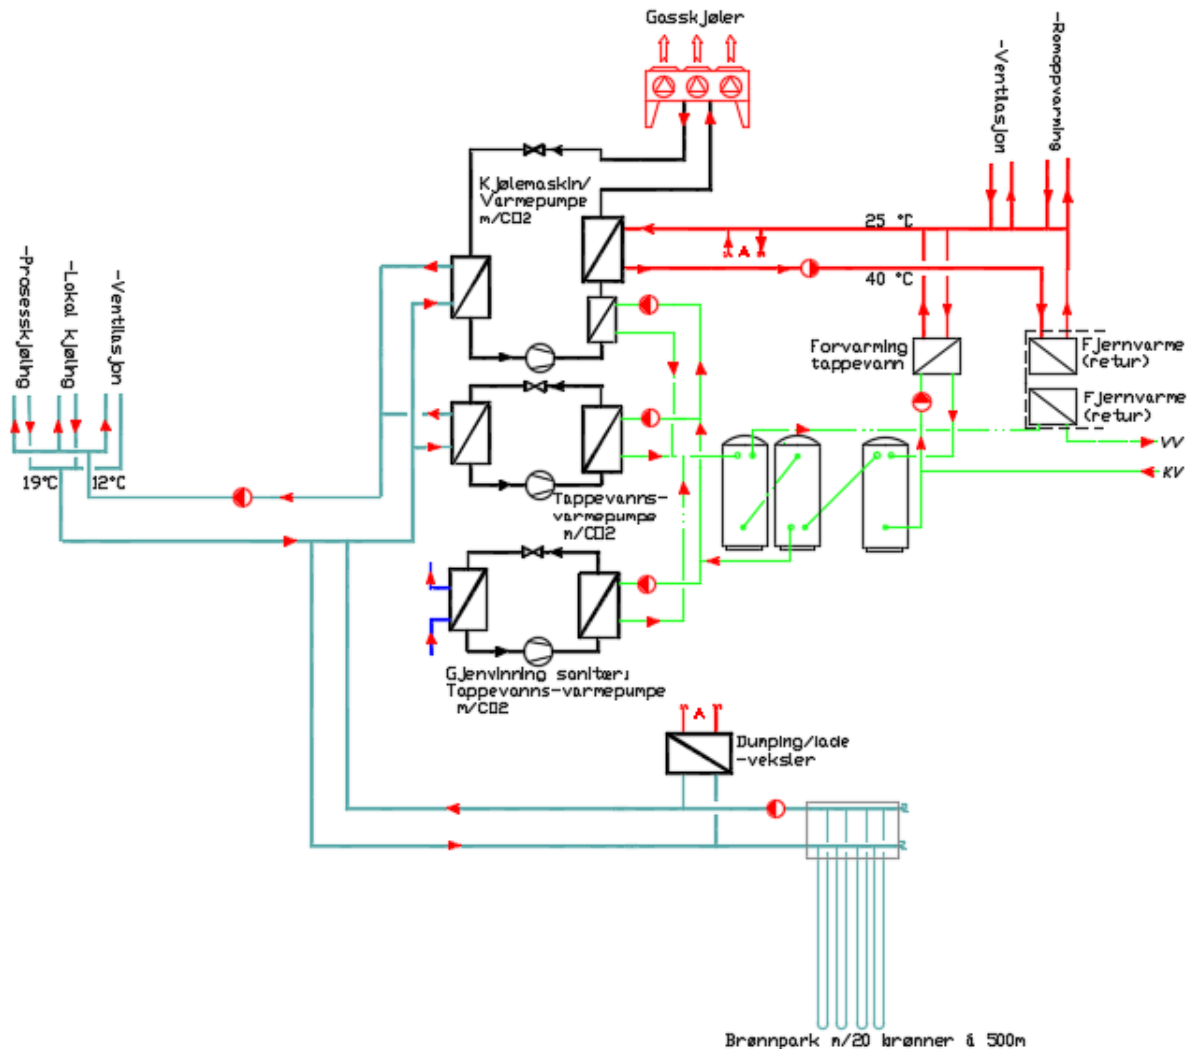 Gasskjøler
-Ventilasjon
-Romoppvarming
Kjølemaskin/
Varmepumpe
m/CO2
25 °C
A
40 °C
-Prosesskjøling
-Lokal kjøling
-Ventilasjon
Forvarming
tappevann
Fjernvarme
(retur)
Fjernvarme
(retur)
VV
KV
19°C
12°C
Tappevanns-
varmepumpe
m/CO2
Gjenvinning sanitær;
Tappevanns-varmepumpe
m/CO2
A
Dumping/lade
-veksler
Brønnpark m/20 brønner á 500m